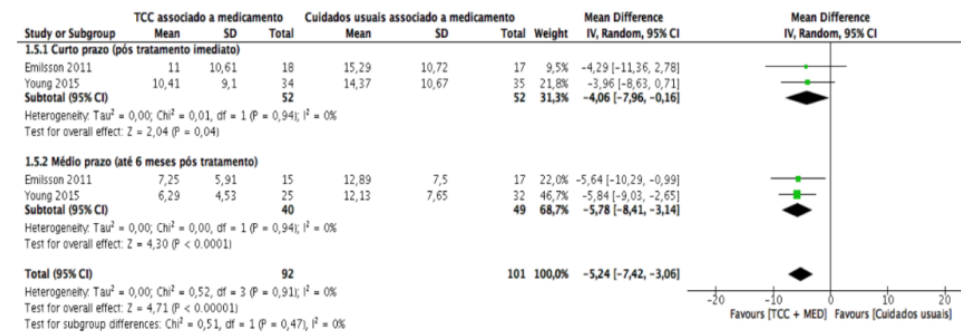 TCC associado a medicamento Cuidados usuais associado a medicamento Mean Difference Mean Difference
Study or Subgroup Mean SD Total Mean SD Total Weight IV, Random, 95% CI IV, Random, 95% CI
1.5.1 Curto prazo (pós tratamento imediato)
Emilsson 2011 11 10,61 18 15,29 10,72 17 9,5% -4,29 [-11,36, 2,78]
Young 2015 10,41 9,1 34 14,37 10,67 35 21,8% -3,96 [-8,63, 0,71]
Subtotal (95% CI) 52 52 31,3% -4,06 [-7,96, -0,16]
Heterogeneity: Tau² = 0,00; Chi² = 0,01, df = 1 (P = 0,94); I² = 0%
Test for overall effect: Z = 2,04 (P = 0,04)
1.5.2 Médio prazo (até 6 meses pós tratamento)
Emilsson 2011 7,25 5,91 15 12,89 7,5 17 22,0% -5,64 [-10,29, -0,99]
Young 2015 6,29 4,53 25 12,13 7,65 32 46,7% -5,84 [-9,03, -2,65]
Subtotal (95% CI) 40 49 68,7% -5,78 [-8,41, -3,14]
Heterogeneity: Tau² = 0,00; Chi² = 0,00, df = 1 (P = 0,94); I² = 0%
Test for overall effect: Z = 4,30 (P < 0.0001)
Total (95% CI) 92 101 100,0% -5,24 [-7,42, -3,06]
Heterogeneity: Tau² = 0,00; Chi² = 0,52, df = 3 (P = 0,91); I² = 0%
Test for overall effect: Z = 4,71 (P < 0.00001)
Test for subgroup differences: Chi² = 0,51, df = 1 (P = 0,47), I² = 0%
-20 -10 0 10 20
Favours [TCC + MED] Favours [Cuidados usuais]